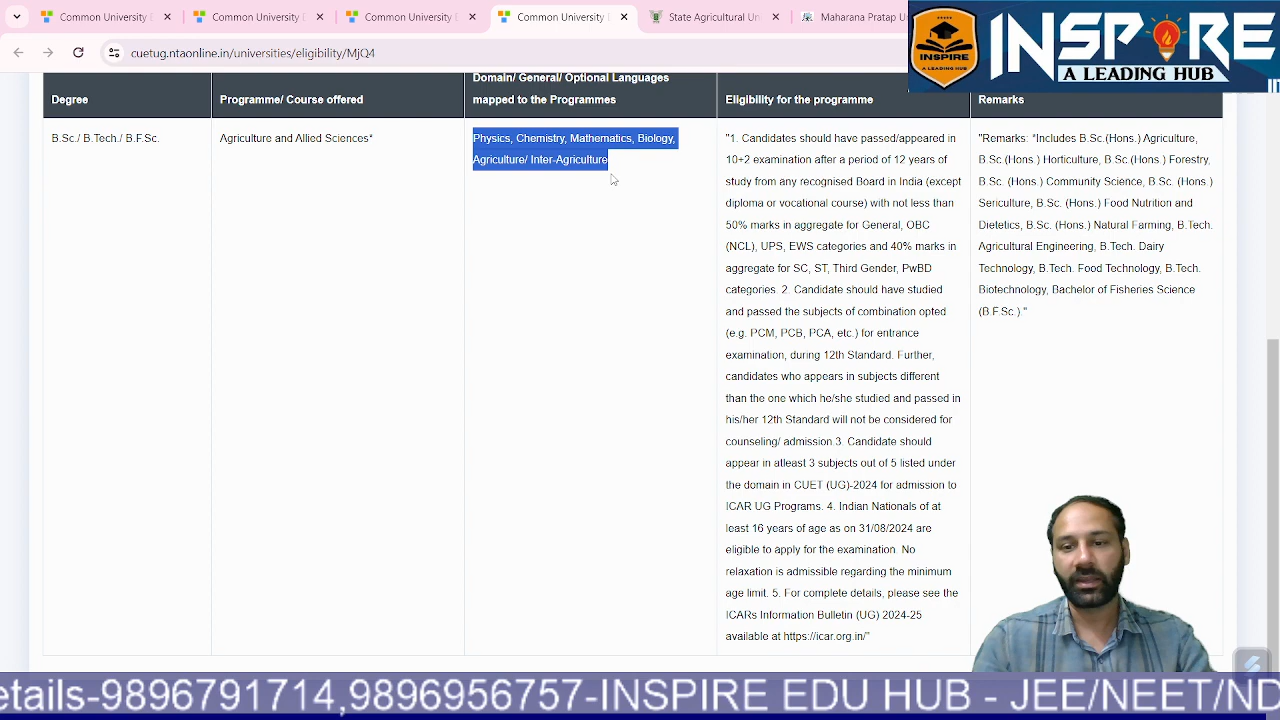 Common University
Common University
Common University D
Common University D
State Agricultural
Maharana Pratap U
cuetug.ntaonline.
/universities/eligibility/MD4
INSPIRE
A LEADING HUB
INSPIRE
A LEADING HUB
Degree
Programme/ Course offered
Domain/ General/ Optional Languages
mapped to the Programmes
Eligibility for the programme
Remarks
B.Sc./ B.Tech./ B.F.Sc.
Agriculture and Allied Sciences*
Physics, Chemistry, Mathematics, Biology,
Agriculture/ Inter-Agriculture
"1. Candidates should have passed/appeared in
10+2 examination after a period of 12 years of
study from any recognised Board in India (except
diploma or vocational course) with not less than
50% marks in aggregate for General, OBC
(NCL), UPS, EWS categories and 40% marks in
aggregate for SC, ST, Third Gender, PwBD
categories. 2. Candidate should have studied
and passed the subjects of combination opted
(e.g. PCM, PCB, PCA, etc.) for entrance
examination, during 12th Standard. Further,
candidates who appears in subjects different
than the one which he/she studied and passed in
his/her 12th Standard will not be considered for
counseling/ admission.3. Candidate should
appear in atleast 3 subjects out of 5 listed under
the domain in CUET (UG)-2024 for admission to
ICAR UG Programs. 4. Indian Nationals of at
least 16 years of age as on 31/08/2024 are
eligible to apply for the examination. No
relaxation is admissible regarding the minimum
age limit. 5. For complete details, please see the
ICARs Information Bulletin (UG) 2024-25
available at https://icar.org.in/"
"Remarks: *Includes B.Sc.(Hons.) Agriculture,
B.Sc.(Hons.) Horticulture, B.Sc.(Hons.) Forestry,
B.Sc. (Hons.) Community Science, B.Sc. (Hons.)
Sericulture, B.Sc. (Hons.) Food Nutrition and
Dietetics, B.Sc. (Hons.) Natural Farming, B.Tech.
Agricultural Engineering, B.Tech. Dairy
Technology, B.Tech. Food Technology, B.Tech.
Biotechnology, Bachelor of Fisheries Science
(B.F.Sc.)."
etails-9896791714,9896956757-INSPIRE EDU HUB - JEE/NEET/ND